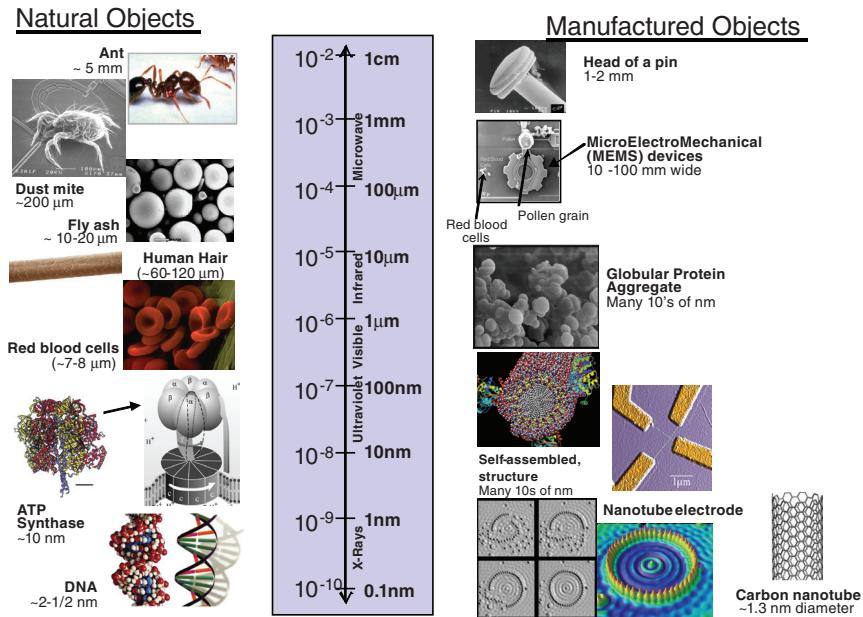 Natural Objects
Manufactured Objects
Ant
~ 5 mm
Dust mite
~200 µm
Fly ash
~ 10-20 µm
Human Hair
(~60-120 µm)
Red blood cells
(~7-8 µm)
ATP
Synthase
~10 nm
α
β
β
α
β
H+
H+
C
C
C
C
DNA
~2-1/2 nm
10-2
1cm
10-3
1mm
10-4
100µm
10-5
10µm
10-6
1µm
10-7
100nm
10-8
10nm
10-9
1nm
10-10
0.1nm
Microwave
Infrared
Visible
Ultraviolet
X-Rays
Head of a pin
1-2 mm
MicroElectroMechanical
(MEMS) devices
10 -100 mm wide
Pollen
Red Blood
Pollen grain
Red blood
cells
Globular Protein
Aggregate
Many 10's of nm
Self-assembled,
structure
Many 10s of nm
1µm
Nanotube electrode
Carbon nanotube
~1.3 nm diameter